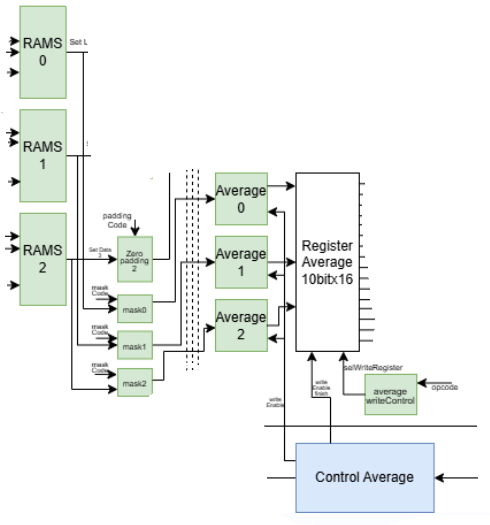 RAMS
0
Set L
RAMS
1
RAMS
2
padding
Code
Set Data
3
Zero
padding
2
mask
Code
mask0
mask
Code
mask1
mask
Code
mask2
Average
0
Average
1
Average
2
Register
Average
10bitx16
selWriteRegister
write
Enable
finish
write
Enable
average
writeControl
opcode
Control Average